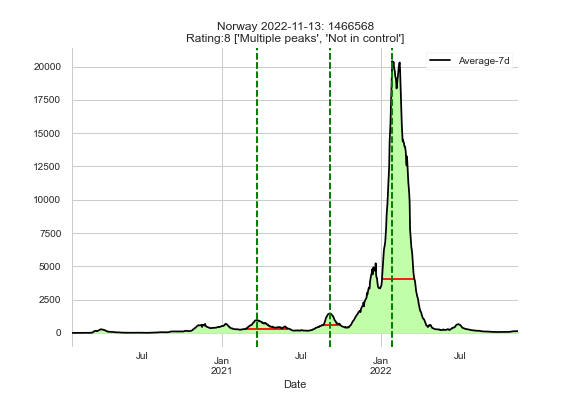 Norway 2022-11-13: 1466568
Rating:8 ['Multiple peaks', 'Not in control']
Average-7d
20000
17500
15000
12500
10000
7500
5000
2500
0
Jul
Jan
2021
Jul
Jan
2022
Jul
Date